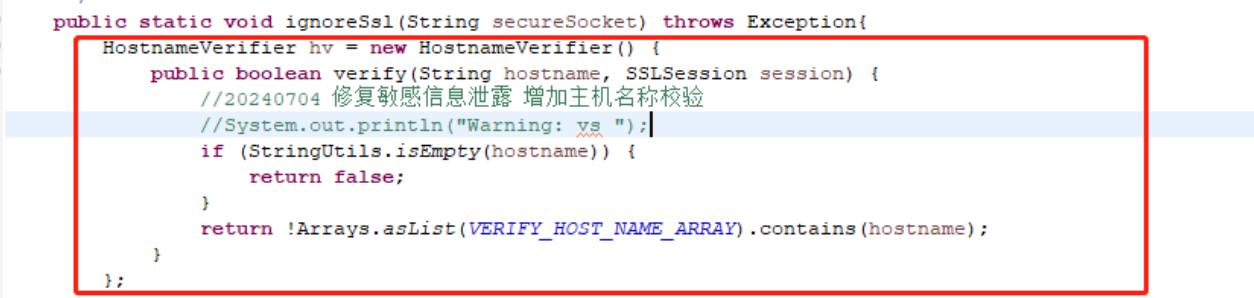 public static void ignoreSsl(String secureSocket) throws Exception{
HostnameVerifier hv = new HostnameVerifier() {
public boolean verify(String hostname, SSLSession session) {
//20240704 修复敏感信息泄露 增加主机名称校验
//System.out.println("Warning: vs ");
if (StringUtils.isEmpty(hostname)) {
return false;
}
return !Arrays.asList(VERIFY_HOST_NAME_ARRAY).contains(hostname);
}
};